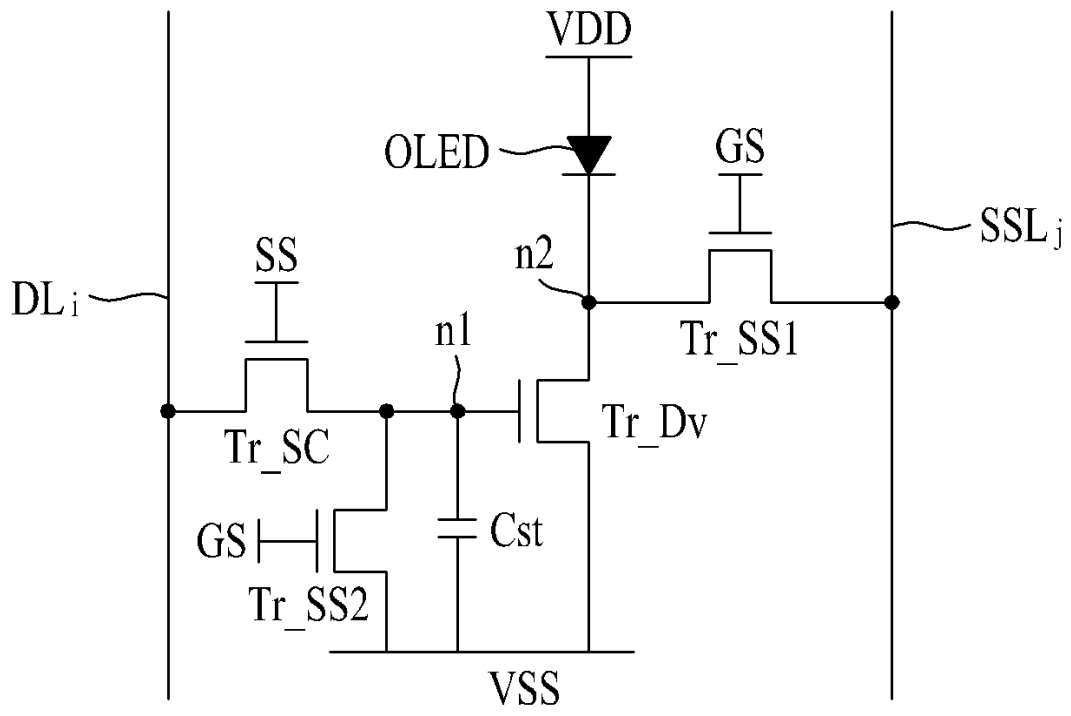 VDD
OLED
GS
SSLj
n2
SS
DLi
n1
Tr_SS1
Tr_Dv
Tr_SC
GS
Cst
Tr_SS2
VSS